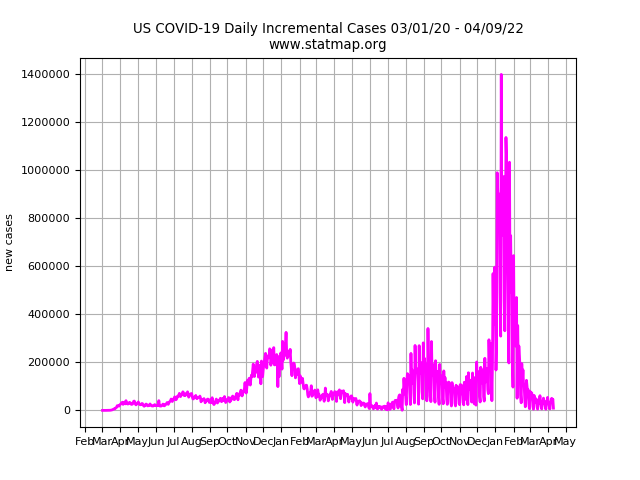 US COVID-19 Daily Incremental Cases 03/01/20 - 04/09/22
www.statmap.org
1400000
1200000
1000000
800000
600000
400000
200000
0
new cases
Feb Mar Apr May Jun Jul Aug Sep Oct Nov Dec Jan Feb Mar Apr May Jun Jul Aug Sep Oct Nov Dec Jan Feb Mar Apr May